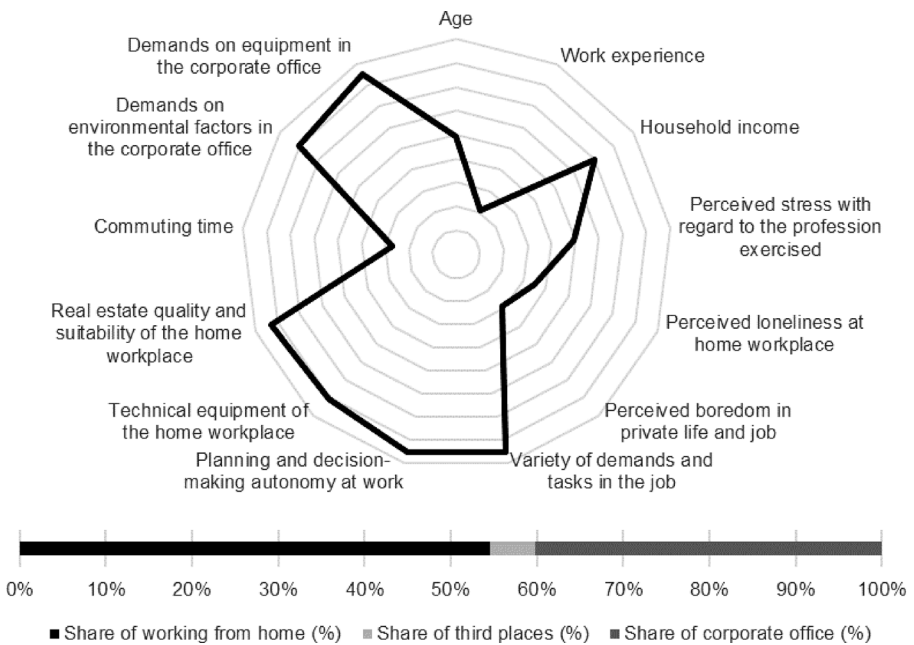 Age
Work experience
Household income
Perceived stress with
regard to the profession
exercised
Perceived loneliness at
home workplace
Perceived boredom in
private life and job
Variety of demands and
tasks in the job
Planning and decision-
making autonomy at work
Technical equipment of
the home workplace
Real estate quality and
suitability of the home
workplace
Commuting time
Demands on
environmental factors in
the corporate office
Demands on equipment in
the corporate office
0% 10% 20% 30% 40% 50% 60% 70% 80% 90% 100%
Share of working from home (%) Share of third places (%) Share of corporate office (%)